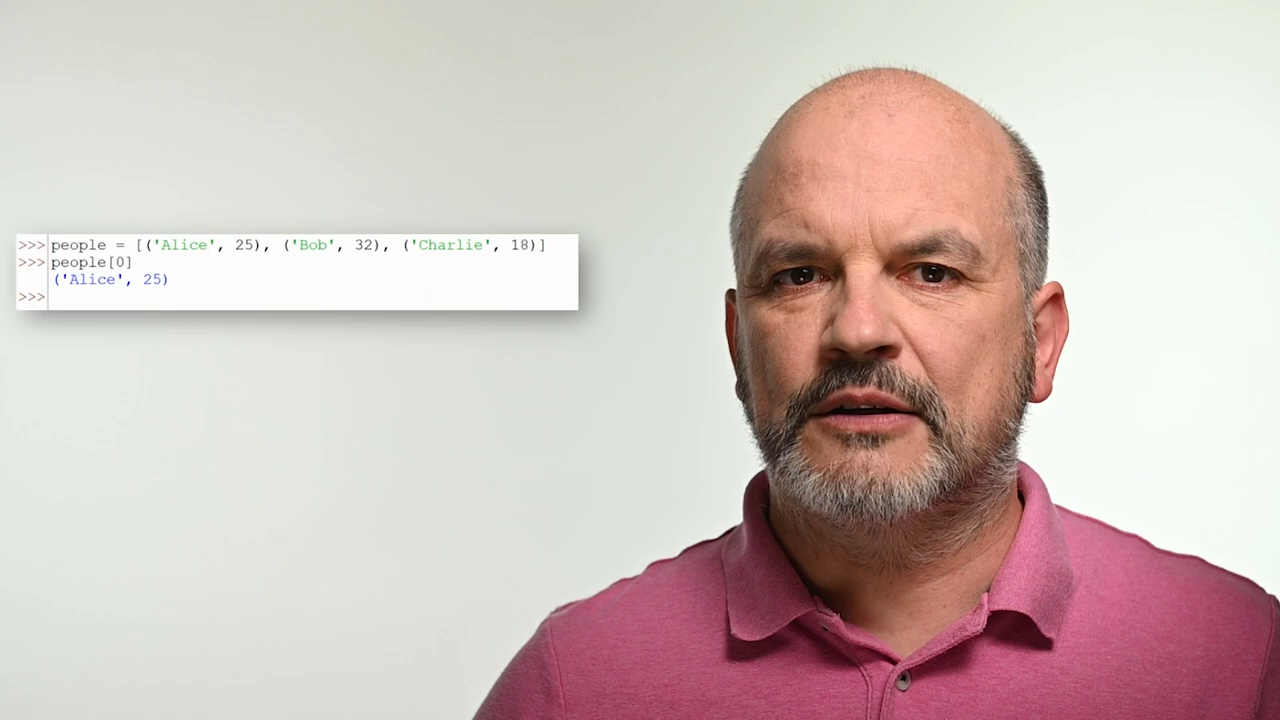 >>> people = [('Alice', 25), ('Bob', 32), ('Charlie', 18)]
>>> people[0]
('Alice', 25)
>>>